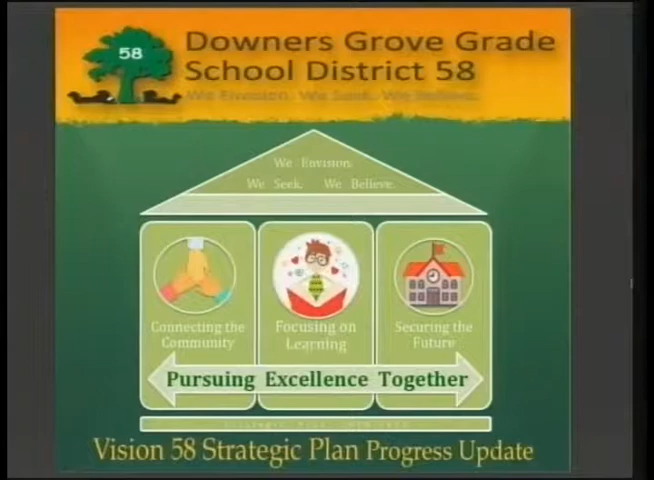 58
Downers Grove Grade
School District 58
We Envision. We Seek. We Believe.
We Envision.
We Seek. We Believe.
Connecting the
Community
Focusing on
Learning
Securing the
Future
Pursuing Excellence Together
Vision 58 Strategic Plan Progress Update